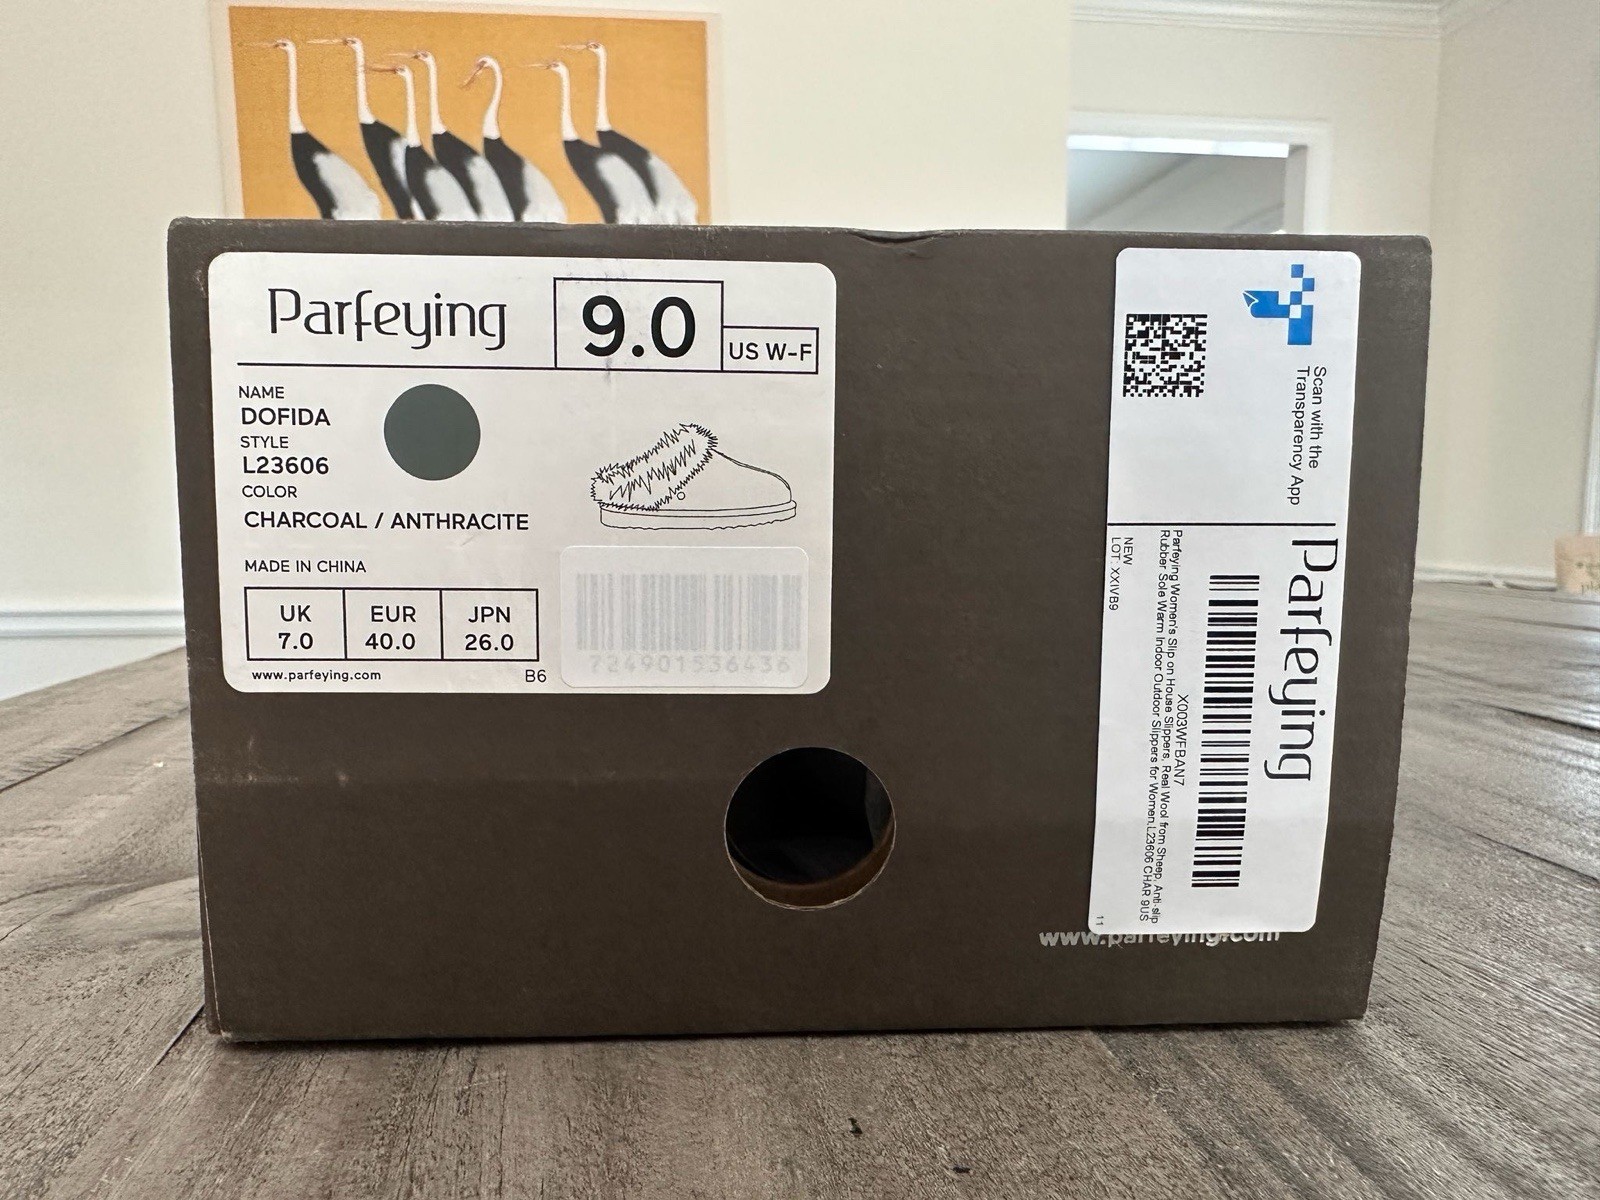 Parfeying
9.0
US W-F
NAME
DOFIDA
STYLE
L23606
COLOR
CHARCOAL / ANTHRACITE
MADE IN CHINA
UK
7.0
EUR
40.0
JPN
26.0
www.parfeying.com
B6
724901536436
Scan with the
Transparency App
Parfeying
X003WFBAN7
Parfeying Women's Slip on House Slippers, Real Wool from Sheep, Anti-slip
Rubber Sole Warm Indoor Outdoor Slippers for Women,L23606 CHAR 9US
NEW
LOT: XXIVB9
11
www.parfeying.com